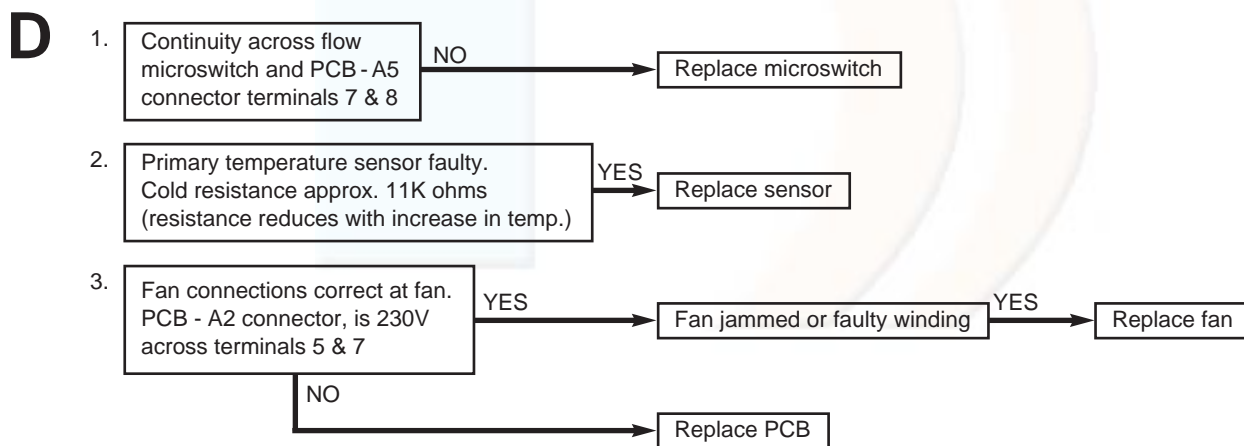 D
1.
Continuity across flow
microswitch and PCB - A5
connector terminals 7 & 8
NO
Replace microswitch
2.
Primary temperature sensor faulty.
Cold resistance approx. 11K ohms
(resistance reduces with increase in temp.)
YES
Replace sensor
3.
Fan connections correct at fan.
PCB - A2 connector, is 230V
across terminals 5 & 7
YES
Fan jammed or faulty winding
YES
Replace fan
NO
Replace PCB